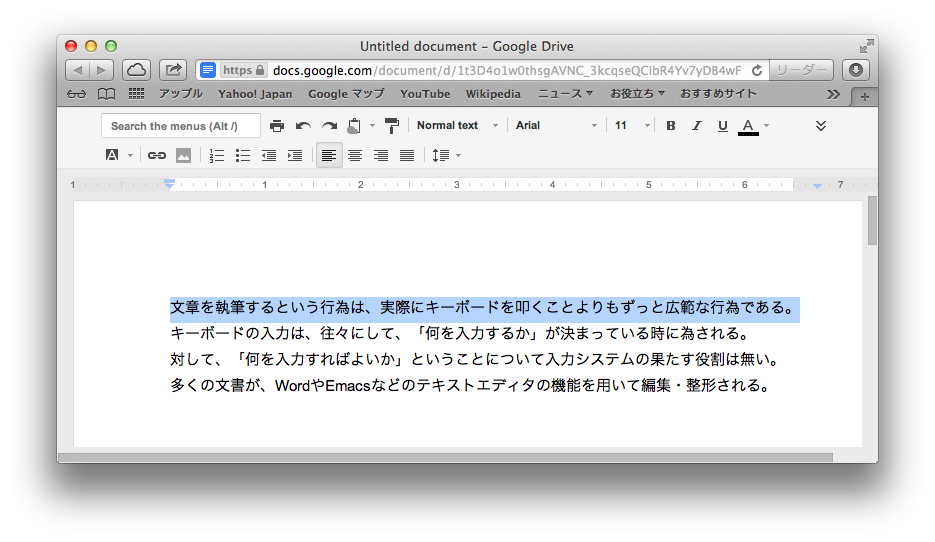 Untitled document – Google Drive
https docs.google.com/document/d/1t3D4o1w0thsgAVNC_3kcqseQClbR4Yv7yDB4wF リーダー
アップル Yahoo! Japan Google マップ YouTube Wikipedia ニュース▼ お役立ち▼ おすすめサイト
Search the menus (Alt /) Normal text Arial 11 B I U A
A
1 1 2 3 4 5 6 7
文章を執筆するという行為は、実際にキーボードを叩くことよりもずっと広範な行為である。
キーボードの入力は、往々にして、「何を入力するか」が決まっている時に為される。
対して、「何を入力すればよいか」ということについて入力システムの果たす役割は無い。
多くの文書が、WordやEmacsなどのテキストエディタの機能を用いて編集・整形される。